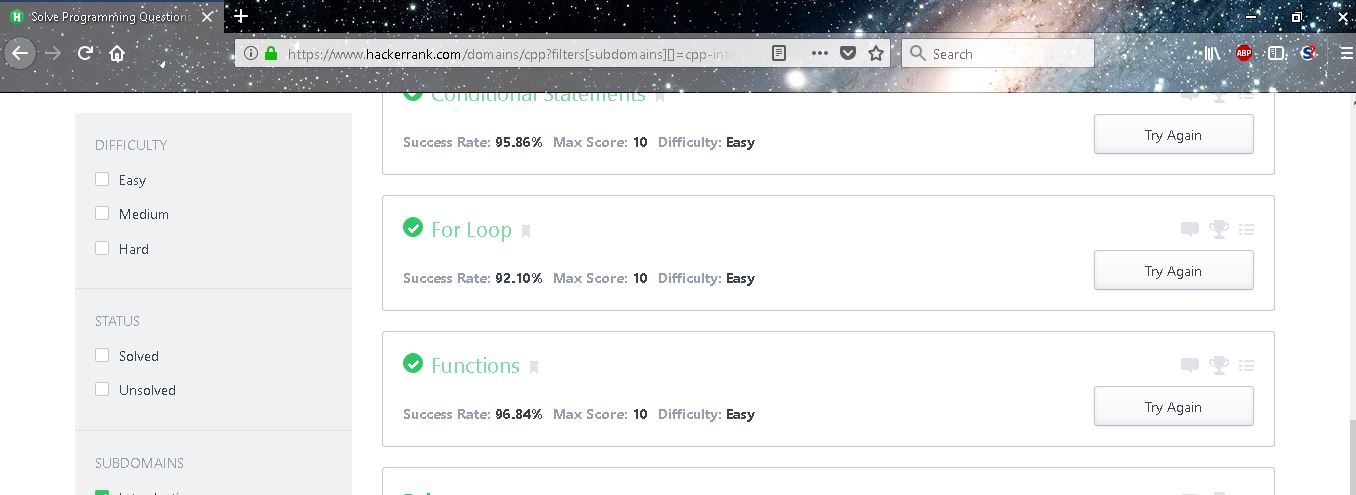 Solve Programming Questions
https://www.hackerrank.com/domains/cpp?filters[subdomains][]=cpp-intr
Search
ABP
Conditional Statements
Success Rate: 95.86% Max Score: 10 Difficulty: Easy
Try Again
DIFFICULTY
Easy
Medium
Hard
For Loop
Success Rate: 92.10% Max Score: 10 Difficulty: Easy
Try Again
STATUS
Solved
Unsolved
Functions
Success Rate: 96.84% Max Score: 10 Difficulty: Easy
Try Again
SUBDOMAINS